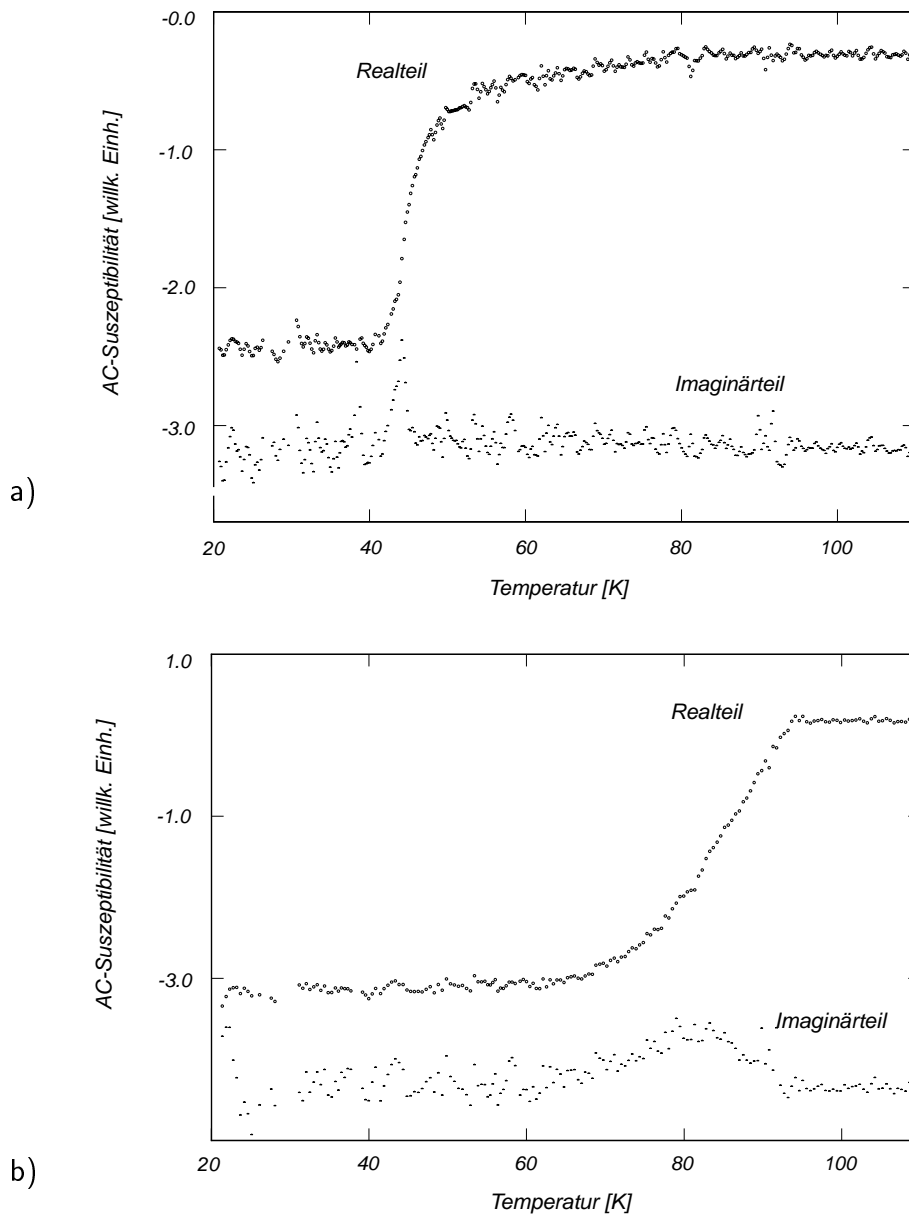 -0.0
Realteil
-1.0
AC-Suszeptibilität [willk. Einh.]
-2.0
Imaginärteil
-3.0
a)
20 40 60 80 100
Temperatur [K]
1.0
Realteil
AC-Suszeptibilität [willk. Einh.]
-1.0
-3.0
Imaginärteil
b)
20 40 60 80 100
Temperatur [K]